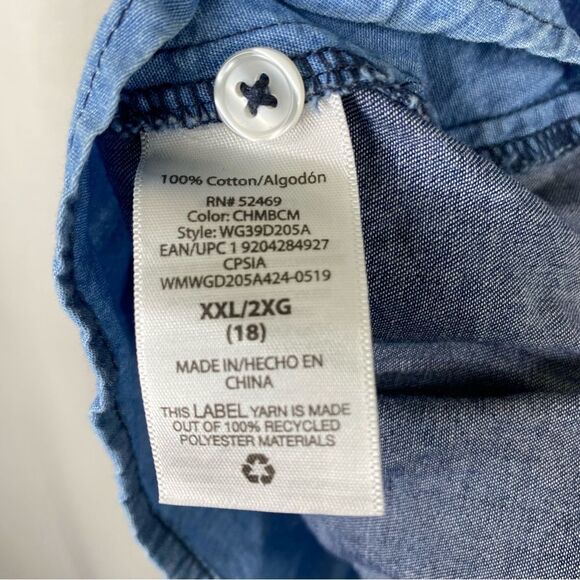 100% Cotton/Algodón
RN# 52469
Color: CHMBCM
Style: WG39D205A
EAN/UPC 1 9204284927
CPSIA
WMWGD205A424-0519
XXL/2XG
(18)
MADE IN/HECHO EN
CHINA
THIS LABEL YARN IS MADE
OUT OF 100% RECYCLED
POLYESTER MATERIALS